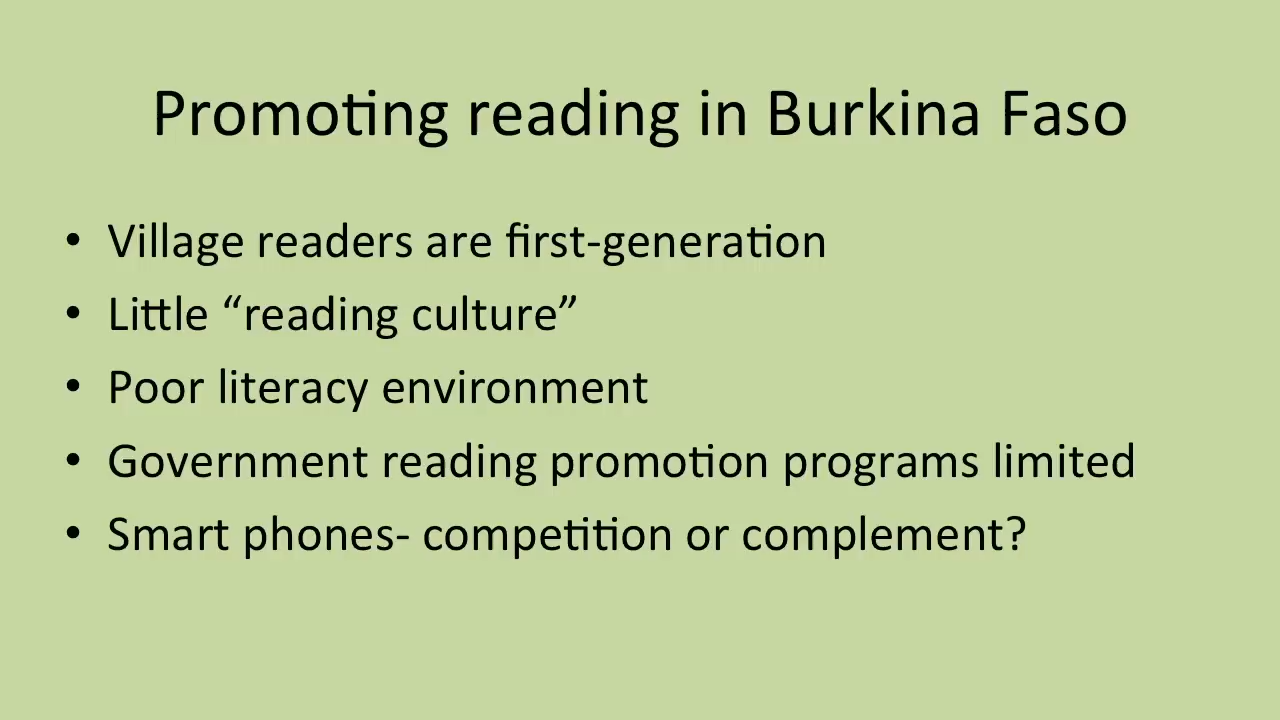 Promoting reading in Burkina Faso
• Village readers are first-generation
• Little “reading culture”
• Poor literacy environment
• Government reading promotion programs limited
• Smart phones- competition or complement?